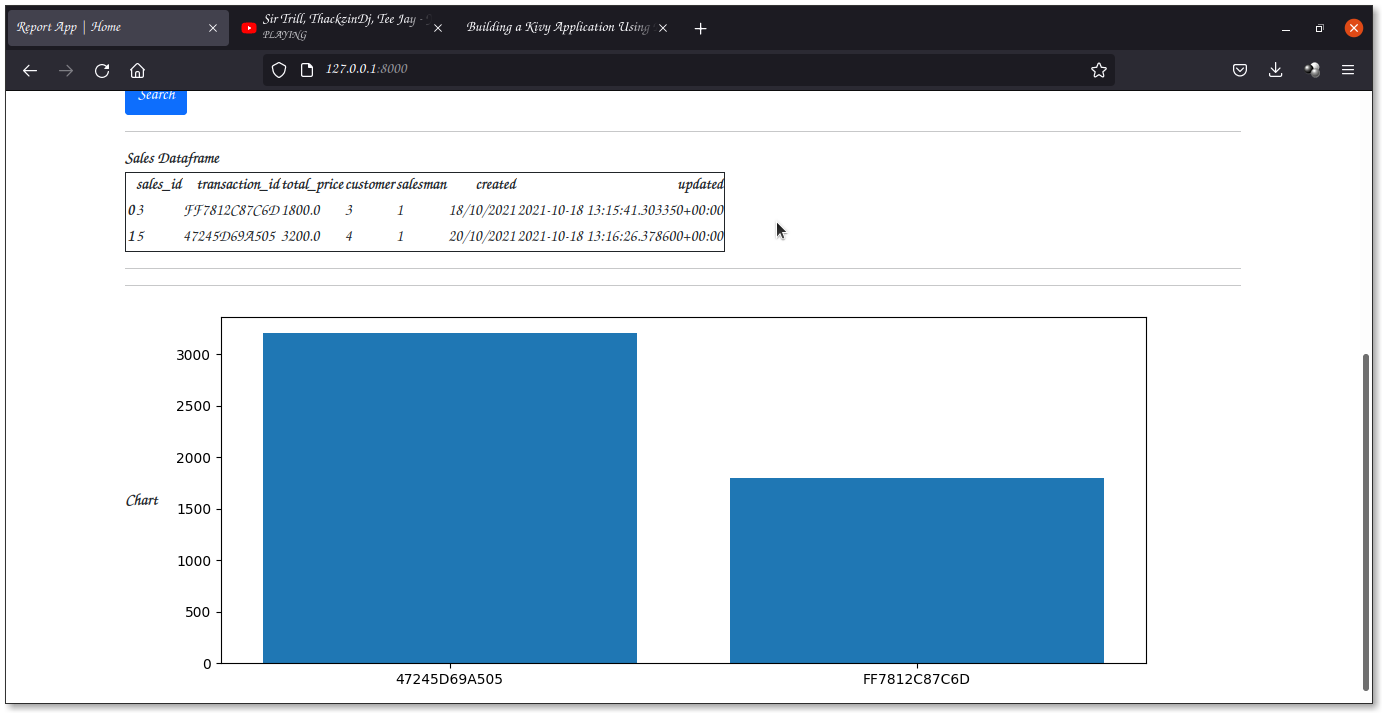 Report App | Home
Sir Trill, ThackzinDj, Tee Jay -
PLAYING
Building a Kivy Application Using
127.0.0.1:8000
Search
Sales Dataframe
sales_id transaction_id total_price customer salesman created updated
0 3 FF7812C87C6D 1800.0 3 1 18/10/2021 2021-10-18 13:15:41.303350+00:00
1 5 47245D69A505 3200.0 4 1 20/10/2021 2021-10-18 13:16:26.378600+00:00
3000
2500
2000
1500
Chart
1000
500
0
47245D69A505 FF7812C87C6D